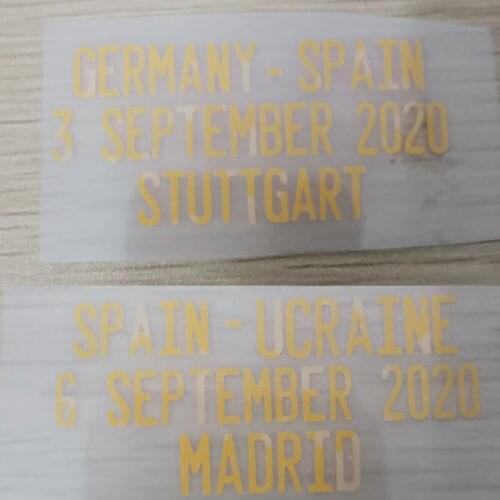 GERMANY - SPAIN
3 SEPTEMBER 2020
STUTTGART
SPAIN - UCRAINE
6 SEPTEMBER 2020
MADRID